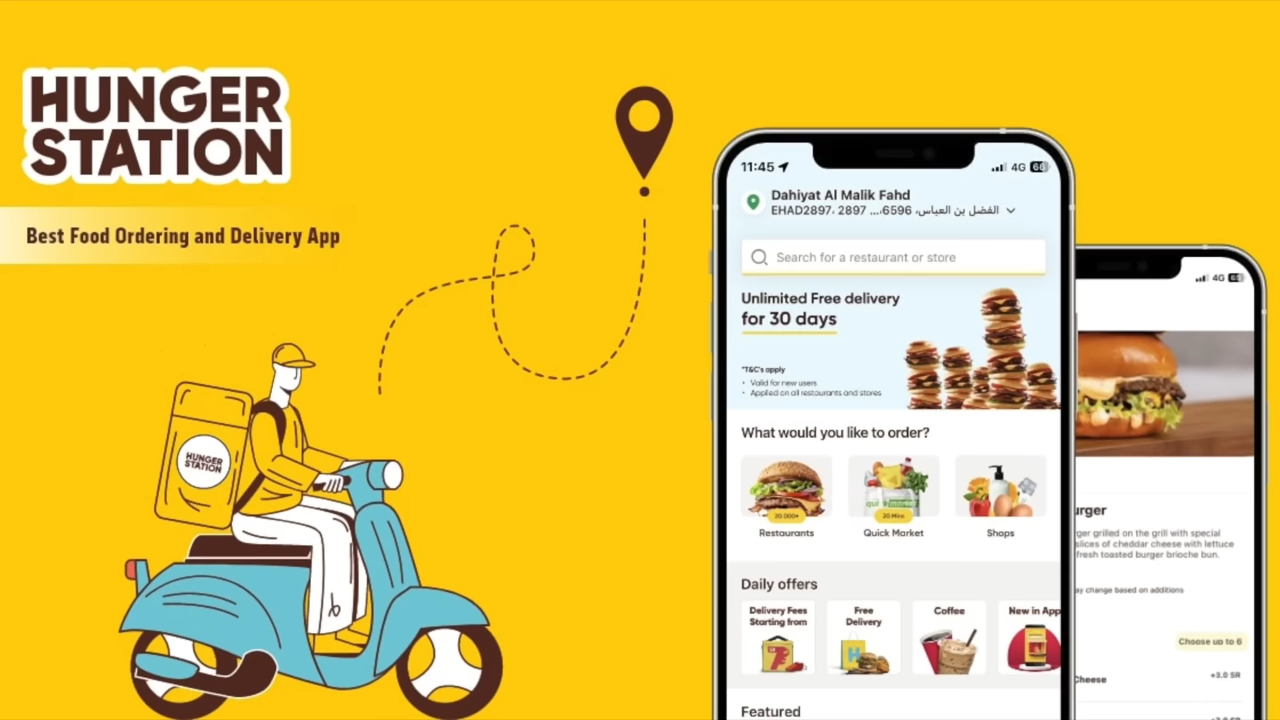 HUNGER
STATION
Best Food Ordering and Delivery App
HUNGER
STATION
11:45
4G 66
Dahiyat Al Malik Fahd
EHAD2897، 2897 ...،6596 ،الفضل بن العباس
Search for a restaurant or store
Unlimited Free delivery
for 30 days
*T&C's apply
• Valid for new users
• Applied on all restaurants and stores
What would you like to order?
20.000+
20 Mins
Restaurants
Quick Market
Shops
Daily offers
Delivery Fees
Starting from
Free
Delivery
Coffee
New in App
Featured
4G
urger
ger grilled on the grill with special
slices of cheddar cheese with lettuce
fresh toasted burger brioche bun.
ay change based on additions
Choose up to 6
Cheese
+3.0 SR